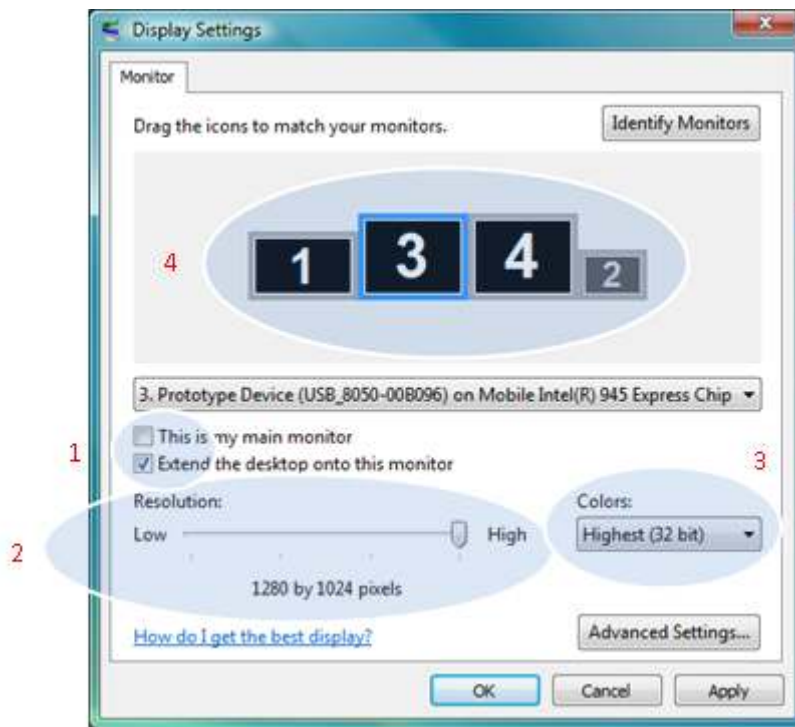 Display Settings
Monitor
Drag the icons to match your monitors.
Identify Monitors
4
1
3
4
2
3. Prototype Device (USB_8050-00B096) on Mobile Intel(R) 945 Express Chip
1
This is my main monitor
Extend the desktop onto this monitor
3
Resolution:
Colors:
Low
High
Highest (32 bit)
2
1280 by 1024 pixels
How do I get the best display?
Advanced Settings...
OK
Cancel
Apply